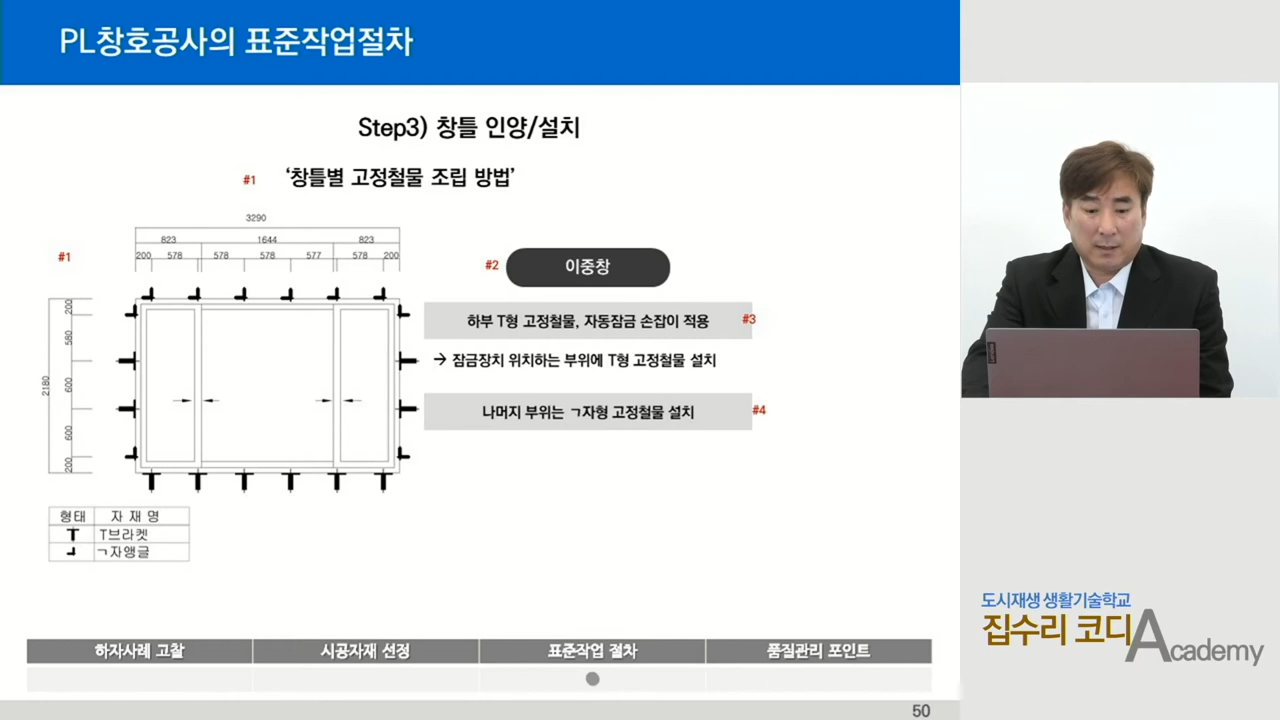 PL창호공사의 표준작업절차
Step3) 창틀 인양/설치
#1 '창틀별 고정철물 조립 방법'
#1
3290
823 1644 823
200 578 578 578 577 578 200
200
580
600
600
200
2180
#2 이중창
하부 T형 고정철물, 자동잠금 손잡이 적용 #3
→ 잠금장치 위치하는 부위에 T형 고정철물 설치
나머지 부위는 ㄱ자형 고정철물 설치 #4
형태 자 재 명
T브라켓
ㄱ자앵글
하자사례 고찰 시공자재 선정 표준작업 절차 품질관리 포인트
50
도시재생 생활기술학교
집수리 코디 Academy